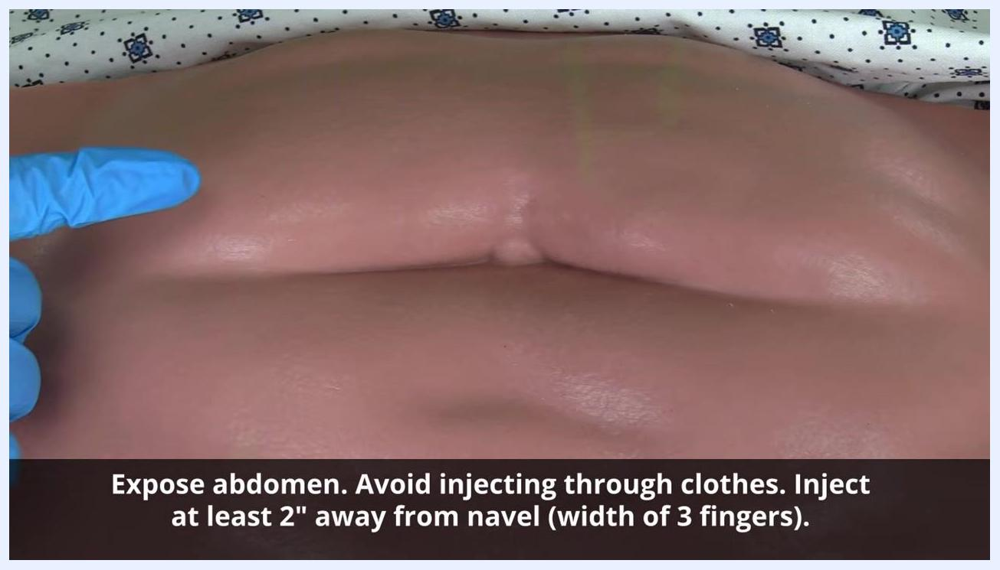 Expose abdomen. Avoid injecting through clothes. Inject
at least 2" away from navel (width of 3 fingers).